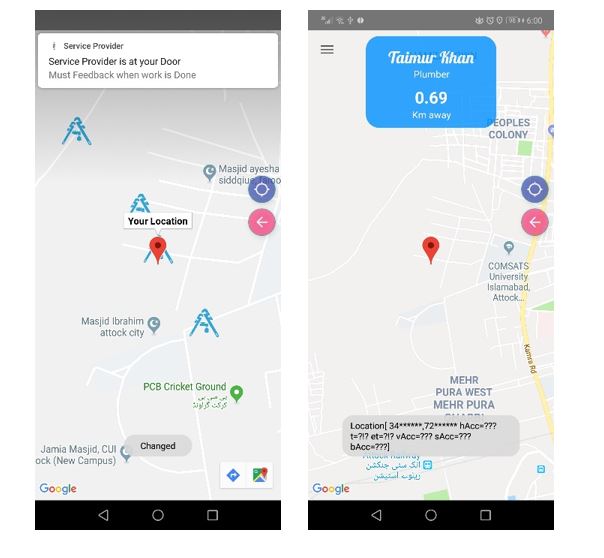 Service Provider
Service Provider is at your Door
Must Feedback when work is Done
Masjid ayesha
siddqiue
Your Location
Masjid Ibrahim
attock city
PCB Cricket Ground
پی سی بی
کرکٹ گراؤنڈ
Jamia Masjid, CUI
ock (New Campus)
Changed
Google
98
6:00
Taimur Khan
Plumber
0.69
Km away
PEOPLES
COLONY
COMSATS
University
Islamabad,
Attock...
Kamra Rd
MEHR
PURA WEST
MEHR PURA
Location[ 34******,72****** hAcc=???
t=?!? et=?!? vAcc=??? sAcc=???
bAcc=???]
Attock Railway
اٹک سٹی جنکشن
ریلوے اسٹیشن
Google